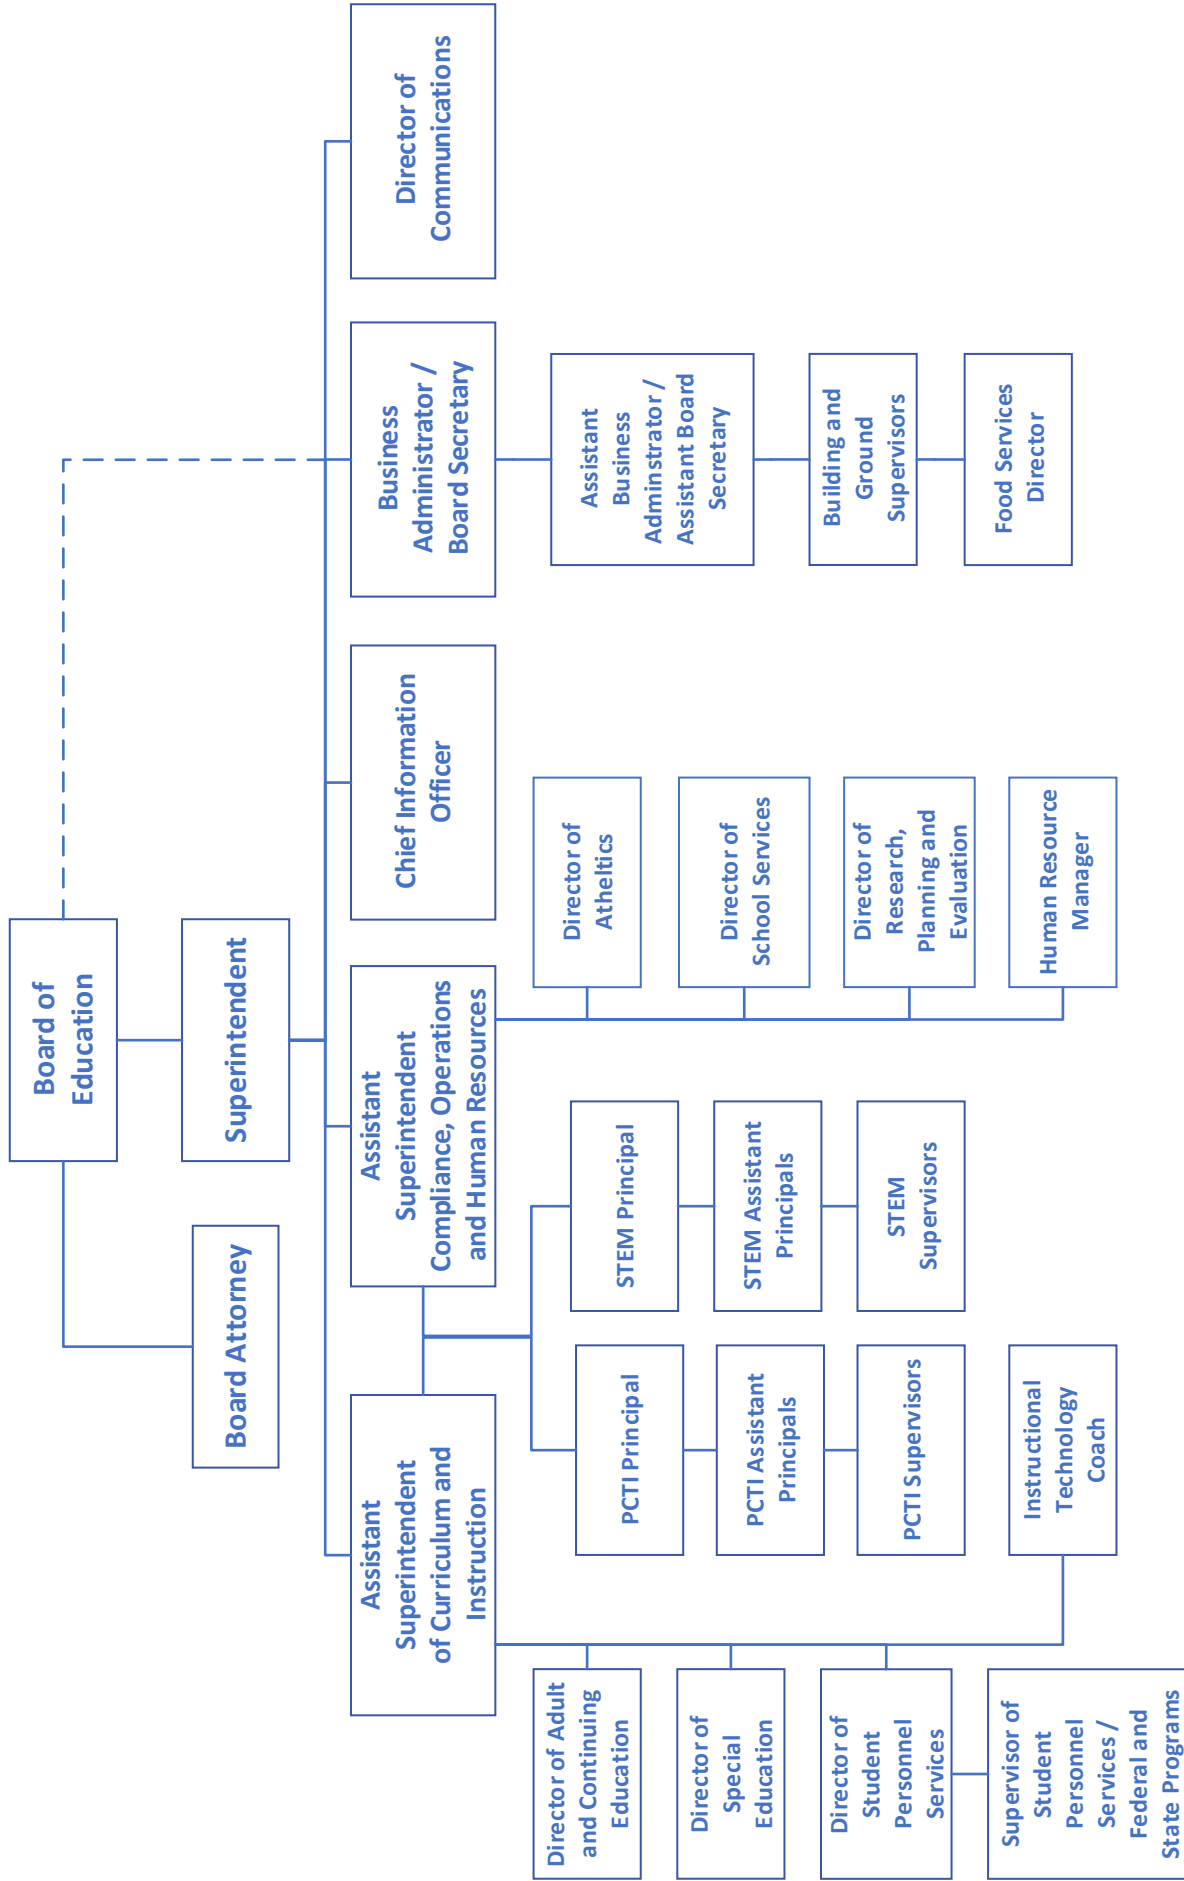 Board of
Education
Board Attorney
Superintendent
Assistant
Superintendent
of Curriculum and
Instruction
Assistant
Superintendent
Compliance, Operations
and Human Resources
Chief Information
Officer
Business
Administrator /
Board Secretary
Director of
Communications
Director of Adult
and Continuing
Education
Director of
Special
Education
Director of
Student
Personnel
Services
Supervisor of
Student
Personnel
Services /
Federal and
State Programs
Instructional
Technology
Coach
PCTI Principal
PCTI Assistant
Principals
PCTI Supervisors
STEM Principal
STEM Assistant
Principals
STEM
Supervisors
Director of
Atheltics
Director of
School Services
Director of
Research,
Planning and
Evaluation
Human Resource
Manager
Assistant
Business
Adminstrator /
Assistant Board
Secretary
Building and
Ground
Supervisors
Food Services
Director